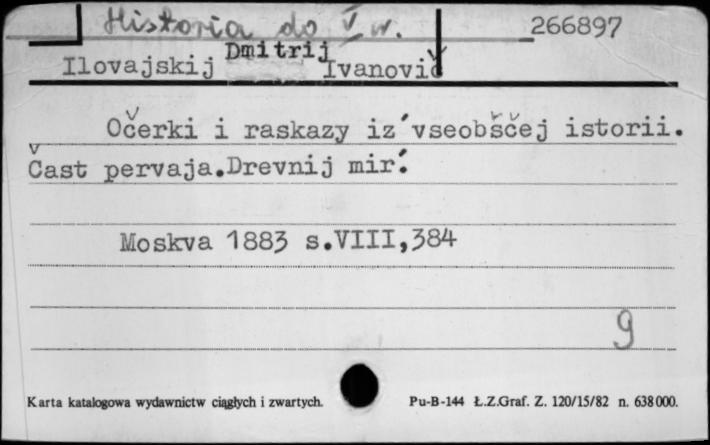 Historia do V w. 266897
Dmitrij
Ilovajskij Ivanovič
Očerki i raskazy iz´vseobščej istorii.
Čast pervaja.Drevnij mir´.
Moskva 1883 s.VIII,384
9
Karta katalogowa wydawnictw ciągłych i zwartych. Pu-B-144 Ł.Z.Graf. Z. 120/15/82 n. 638000.